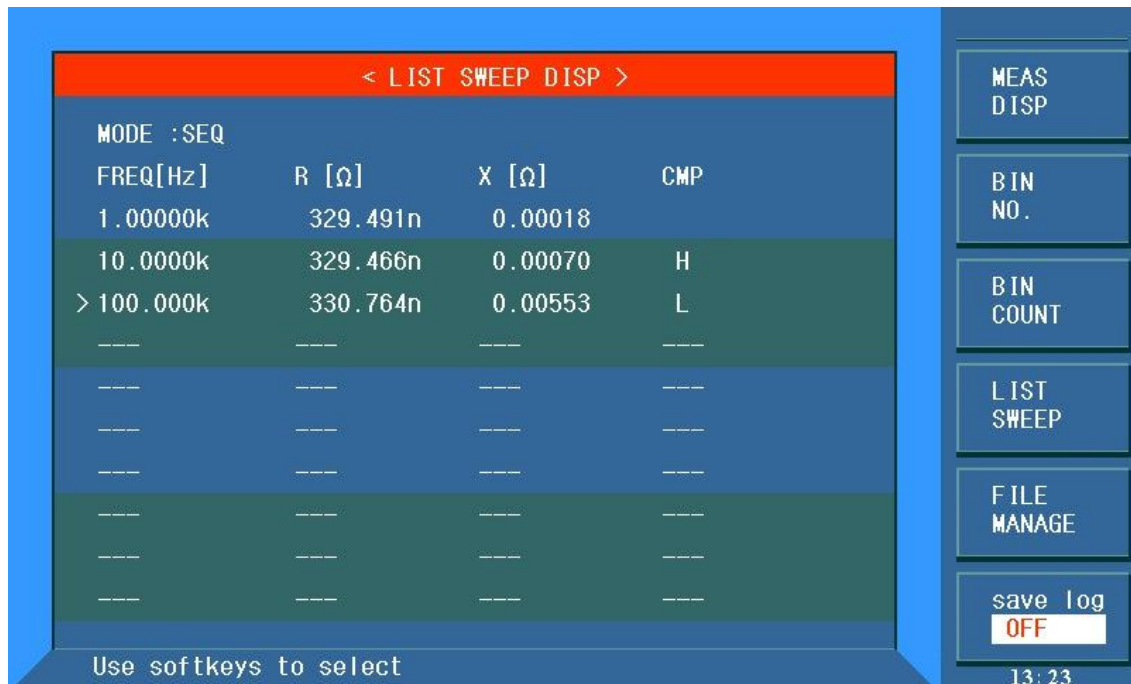 < LIST SWEEP DISP >
MODE :SEQ
FREQ[Hz] R [Ω] X [Ω] CMP
1.00000k 329.491n 0.00018
10.0000k 329.466n 0.00070 H
>100.000k 330.764n 0.00553 L
--- --- --- ---
--- --- --- ---
--- --- --- ---
--- --- --- ---
--- --- --- ---
--- --- --- ---
--- --- --- ---
Use softkeys to select
MEAS
DISP
BIN
NO.
BIN
COUNT
LIST
SWEEP
FILE
MANAGE
save log
OFF
13:23